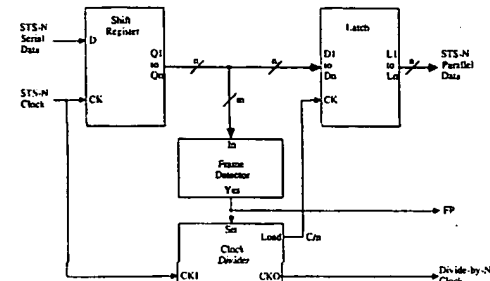 STS-N
Serial
Data
Shift
Register
D
Q1
to
Qn
n
n
Latch
D1
to
Dn
L1
to
Ln
n
STS-N
Parallel
Data
STS-N
Clock
CK
CK
m
In
Frame
Detector
Yes
FP
Set
Load
C/n
Clock
Divider
CKI
CKO
Divide-by-N
Clock